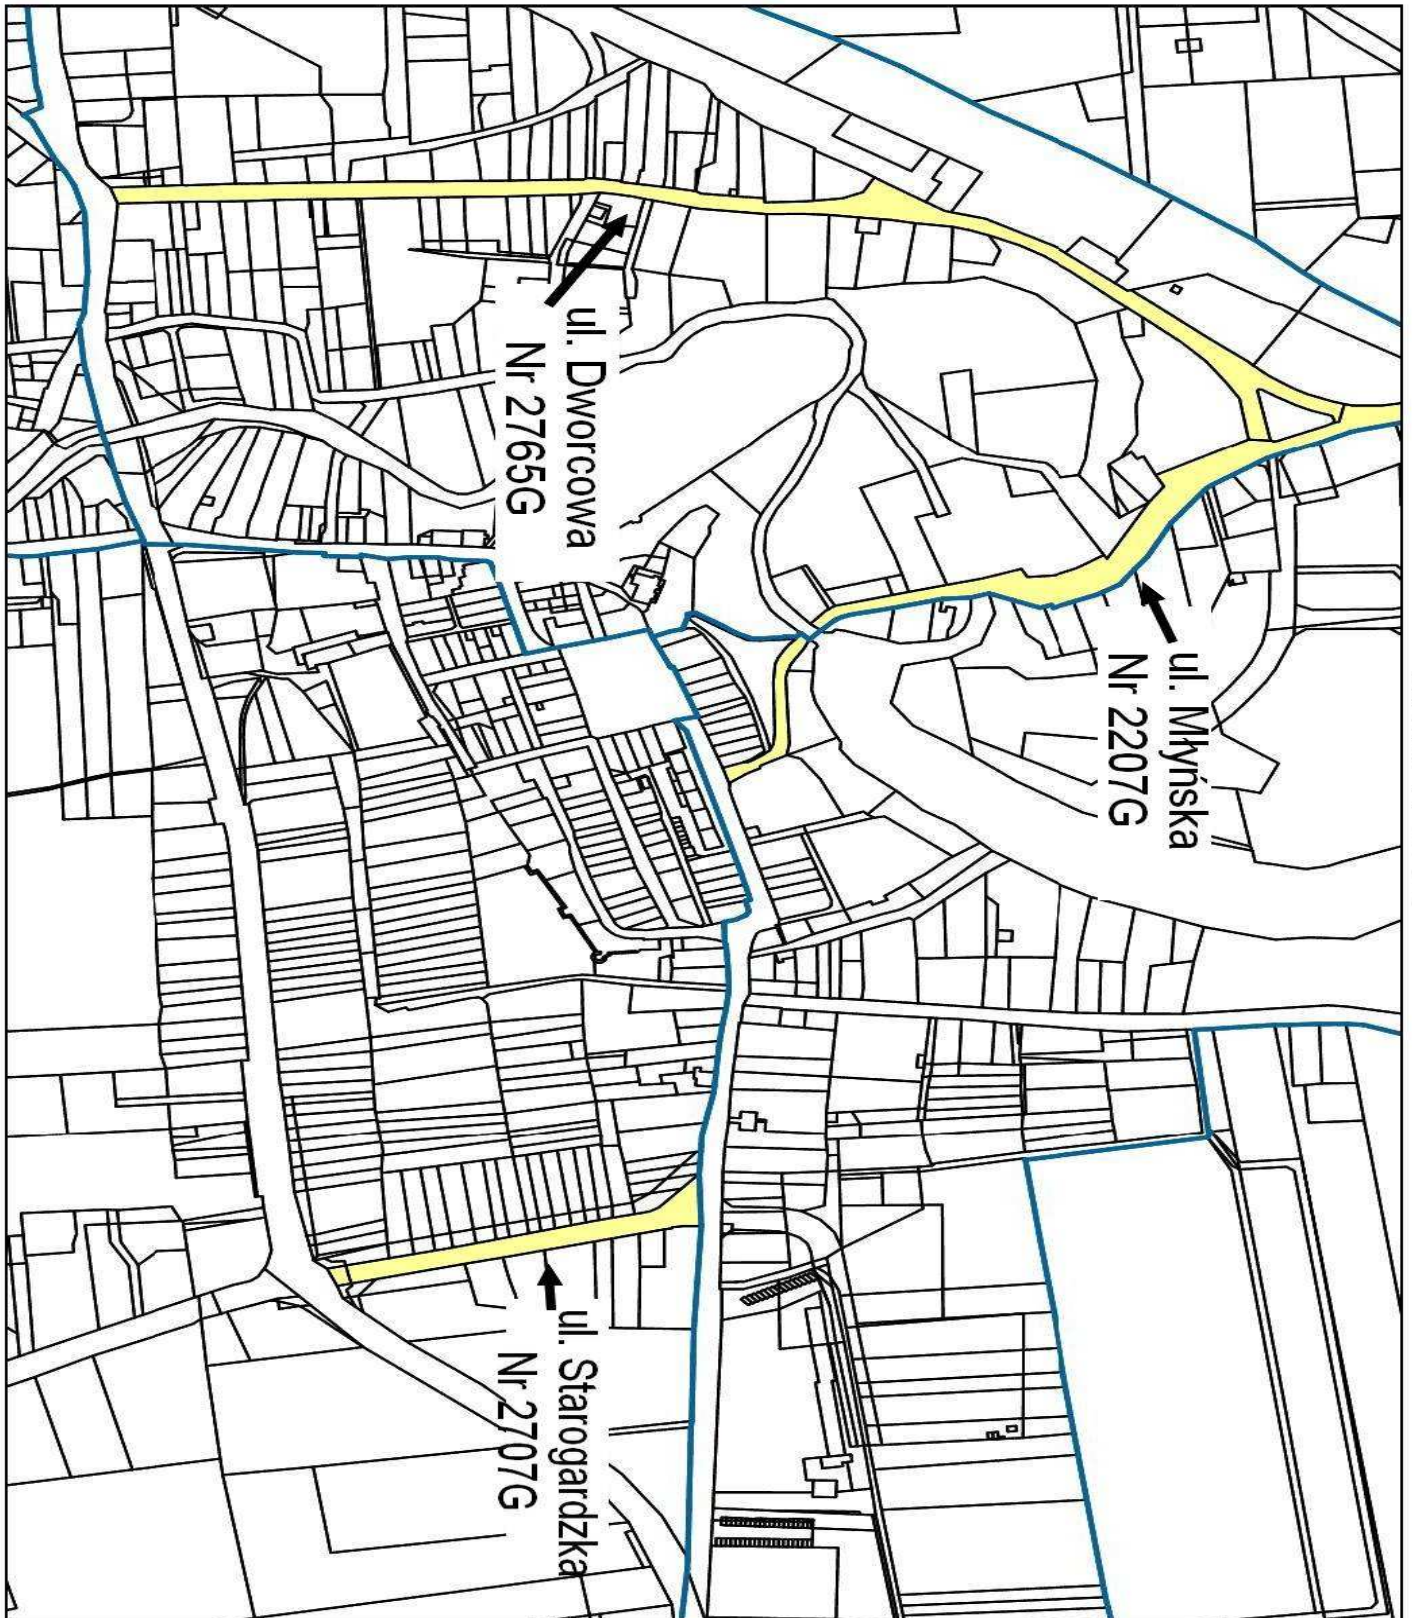 ul. Dworcowa
Nr 2765G
ul. Młyńska
Nr 2207G
ul. Starogardzka
Nr 2707G